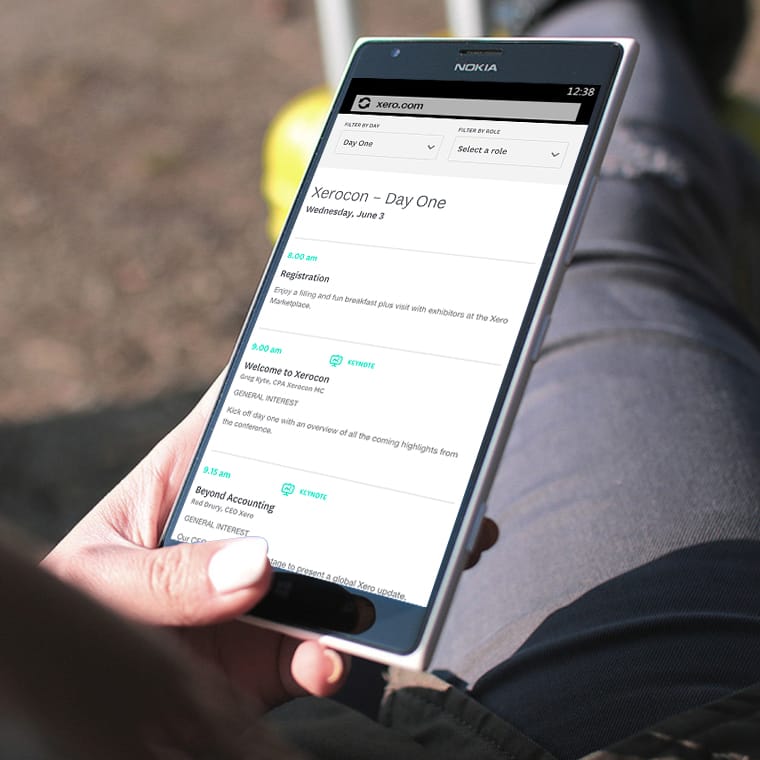 NOKIA
12:38
xero.com
FILTER BY DAY
FILTER BY ROLE
Day One
Select a role
Xerocon – Day One
Wednesday, June 3
8.00 am
Registration
Enjoy a filling and fun breakfast plus visit with exhibitors at the Xero
Marketplace.
9.00 am
KEYNOTE
Welcome to Xerocon
Greg Kyte, CPA Xerocon MC
GENERAL INTEREST
Kick off day one with an overview of all the coming highlights from
the conference.
9.15 am
KEYNOTE
Beyond Accounting
Rod Drury, CEO Xero
GENERAL INTEREST
Our to present a global Xero update.